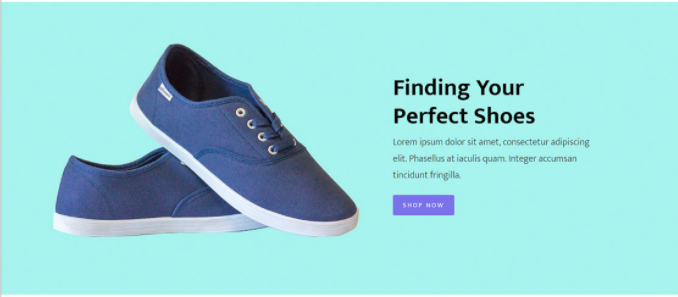 Finding Your
Perfect Shoes
Lorem ipsum dolor sit amet, consectetur adipiscing
elit. Phasellus at iaculis quam. Integer accumsan
tincidunt fringilla.
SHOP NOW